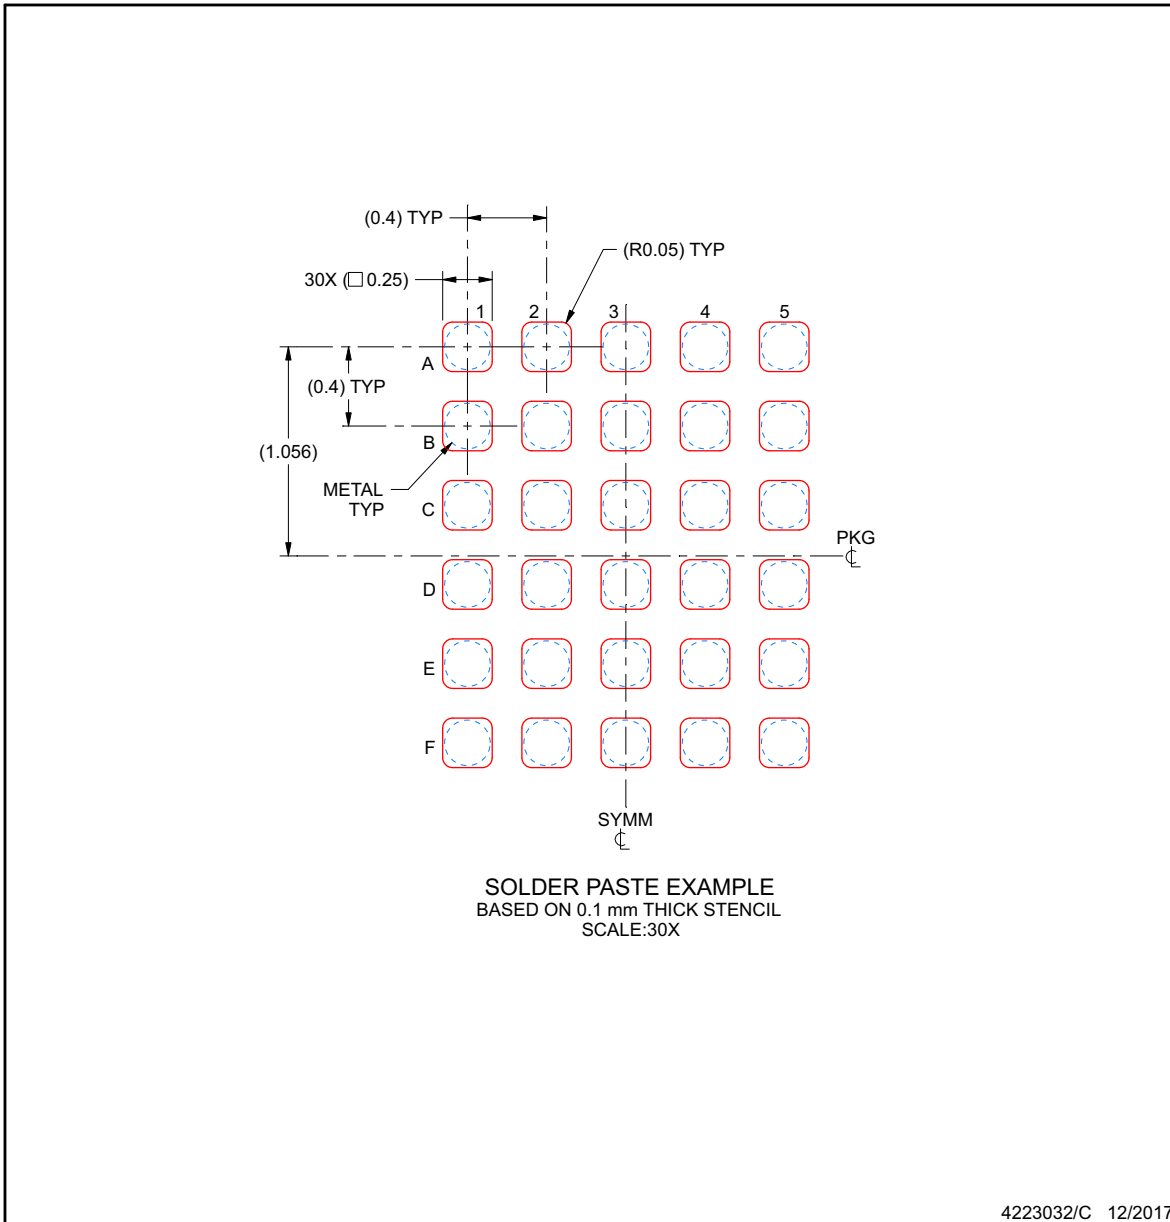 (0.4) TYP
(R0.05) TYP
30X (□ 0.25)
1 2 3 4 5
A
(0.4) TYP
B
(1.056)
METAL
TYP
C
PKG
D
E
F
SYMM
SOLDER PASTE EXAMPLE
BASED ON 0.1 mm THICK STENCIL
SCALE:30X
4223032/C 12/2017